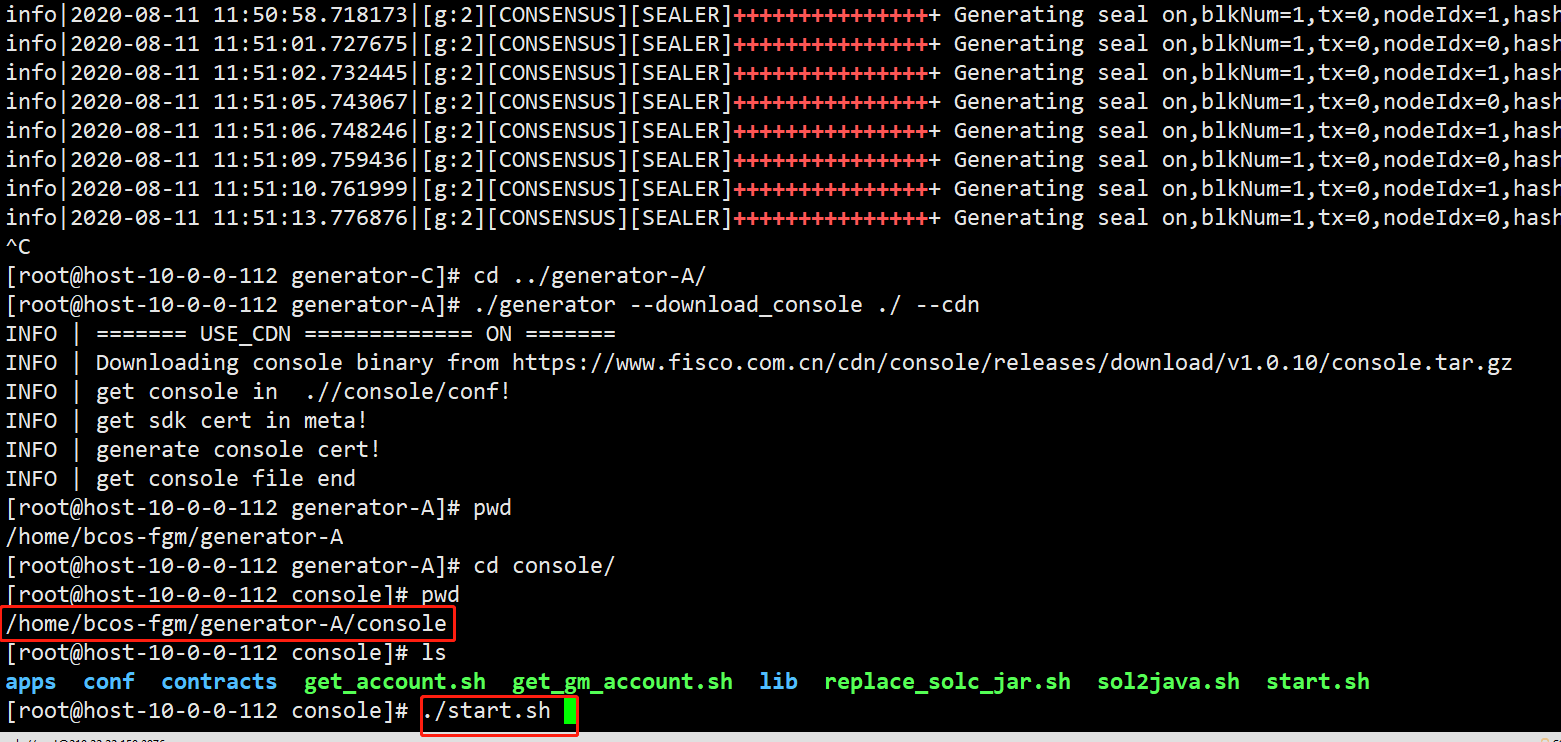 info|2020-08-11 11:50:58.718173|[g:2][CONSENSUS][SEALER]++++++++++++++++ Generating seal on,blkNum=1,tx=0,nodeIdx=1,hash
info|2020-08-11 11:51:01.727675|[g:2][CONSENSUS][SEALER]++++++++++++++++ Generating seal on,blkNum=1,tx=0,nodeIdx=0,hash
info|2020-08-11 11:51:02.732445|[g:2][CONSENSUS][SEALER]++++++++++++++++ Generating seal on,blkNum=1,tx=0,nodeIdx=1,hash
info|2020-08-11 11:51:05.743067|[g:2][CONSENSUS][SEALER]++++++++++++++++ Generating seal on,blkNum=1,tx=0,nodeIdx=0,hash
info|2020-08-11 11:51:06.748246|[g:2][CONSENSUS][SEALER]++++++++++++++++ Generating seal on,blkNum=1,tx=0,nodeIdx=1,hash
info|2020-08-11 11:51:09.759436|[g:2][CONSENSUS][SEALER]++++++++++++++++ Generating seal on,blkNum=1,tx=0,nodeIdx=0,hash
info|2020-08-11 11:51:10.761999|[g:2][CONSENSUS][SEALER]++++++++++++++++ Generating seal on,blkNum=1,tx=0,nodeIdx=1,hash
info|2020-08-11 11:51:13.776876|[g:2][CONSENSUS][SEALER]++++++++++++++++ Generating seal on,blkNum=1,tx=0,nodeIdx=0,hash
^C
[root@host-10-0-0-112 generator-C]# cd ../generator-A/
[root@host-10-0-0-112 generator-A]# ./generator --download_console ./ --cdn
INFO | ======= USE_CDN ============= ON =======
INFO | Downloading console binary from https://www.fisco.com.cn/cdn/console/releases/download/v1.0.10/console.tar.gz
INFO | get console in  .//console/conf!
INFO | get sdk cert in meta!
INFO | generate console cert!
INFO | get console file end
[root@host-10-0-0-112 generator-A]# pwd
/home/bcos-fgm/generator-A
[root@host-10-0-0-112 generator-A]# cd console/
[root@host-10-0-0-112 console]# pwd
/home/bcos-fgm/generator-A/console
[root@host-10-0-0-112 console]# ls
apps  conf  contracts  get_account.sh  get_gm_account.sh  lib  replace_solc_jar.sh  sol2java.sh  start.sh
[root@host-10-0-0-112 console]# ./start.sh